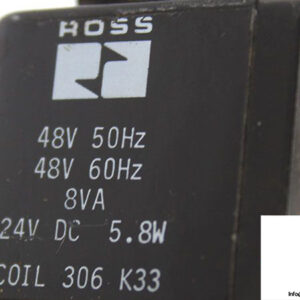 ROSS
48V 50Hz
48V 60Hz
8VA
24V DC 5.8W
COIL 306 K33